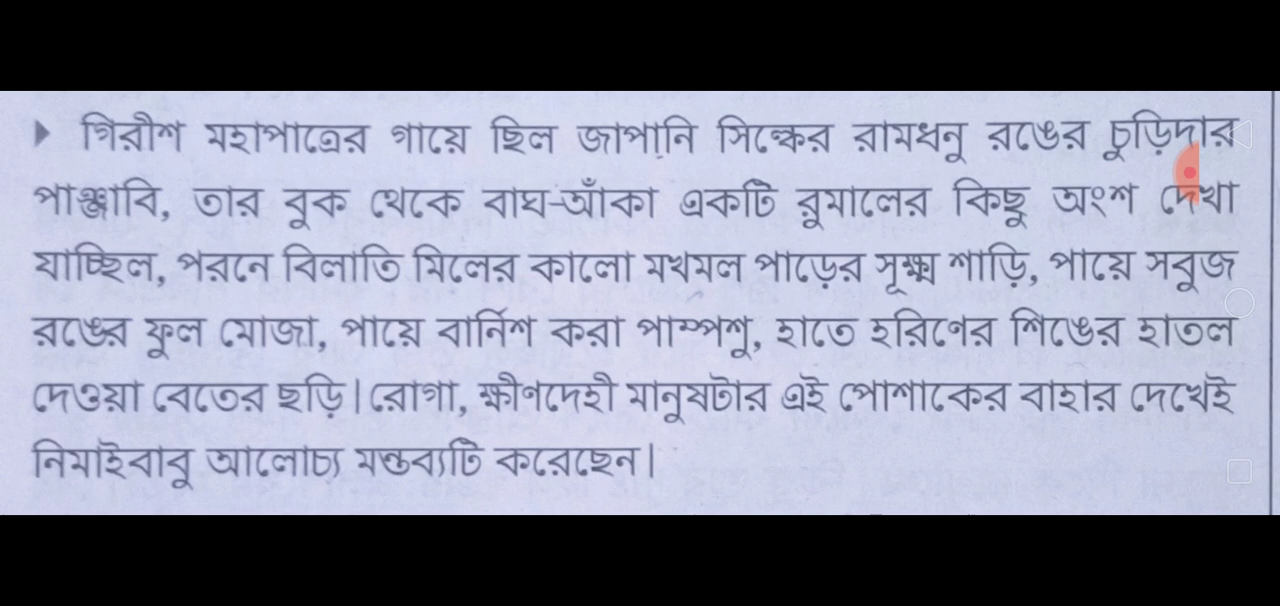 ▸ গিরীশ মহাপাত্রের গায়ে ছিল জাপানি সিল্কের রামধনু রঙের চুড়িদার
পাঞ্জাবি, তার বুক থেকে বাঘ-আঁকা একটি রুমালের কিছু অংশ দেখা
যাচ্ছিল, পরনে বিলাতি মিলের কালো মখমল পাড়ের সূক্ষ্ম শাড়ি, পায়ে সবুজ
রঙের ফুল মোজা, পায়ে বার্নিশ করা পাম্পশু, হাতে হরিণের শিঙের হাতল
দেওয়া বেতের ছড়ি। রোগা, ক্ষীণদেহী মানুষটার এই পোশাকের বাহার দেখেই
নিমাইবাবু আলোচ্য মন্তব্যটি করেছেন।